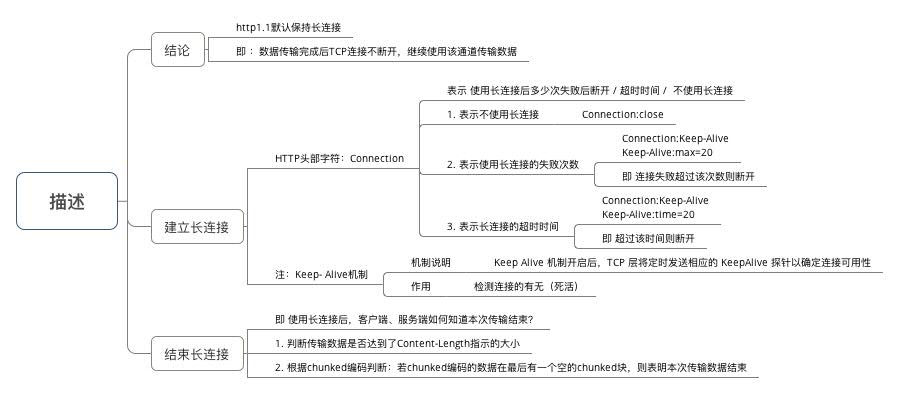 描述
结论
http1.1默认保持长连接
即： 数据传输完成后TCP连接不断开，继续使用该通道传输数据
建立长连接
HTTP头部字符：Connection
表示 使用长连接后多少次失败后断开 / 超时时间 / 不使用长连接
1. 表示不使用长连接
Connection:close
2. 表示使用长连接的失败次数
Connection:Keep-Alive
Keep-Alive:max=20
即 连接失败超过该次数则断开
3. 表示长连接的超时时间
Connection:Keep-Alive
Keep-Alive:time=20
即 超过该时间则断开
注：Keep- Alive机制
机制说明
Keep Alive 机制开启后，TCP 层将定时发送相应的 KeepAlive 探针以确定连接可用性
作用
检测连接的有无（死活）
结束长连接
即 使用长连接后，客户端、服务端如何知道本次传输结束?
1. 判断传输数据是否达到了Content-Length指示的大小
2. 根据chunked编码判断：若chunked编码的数据在最后有一个空的chunked块，则表明本次传输数据结束